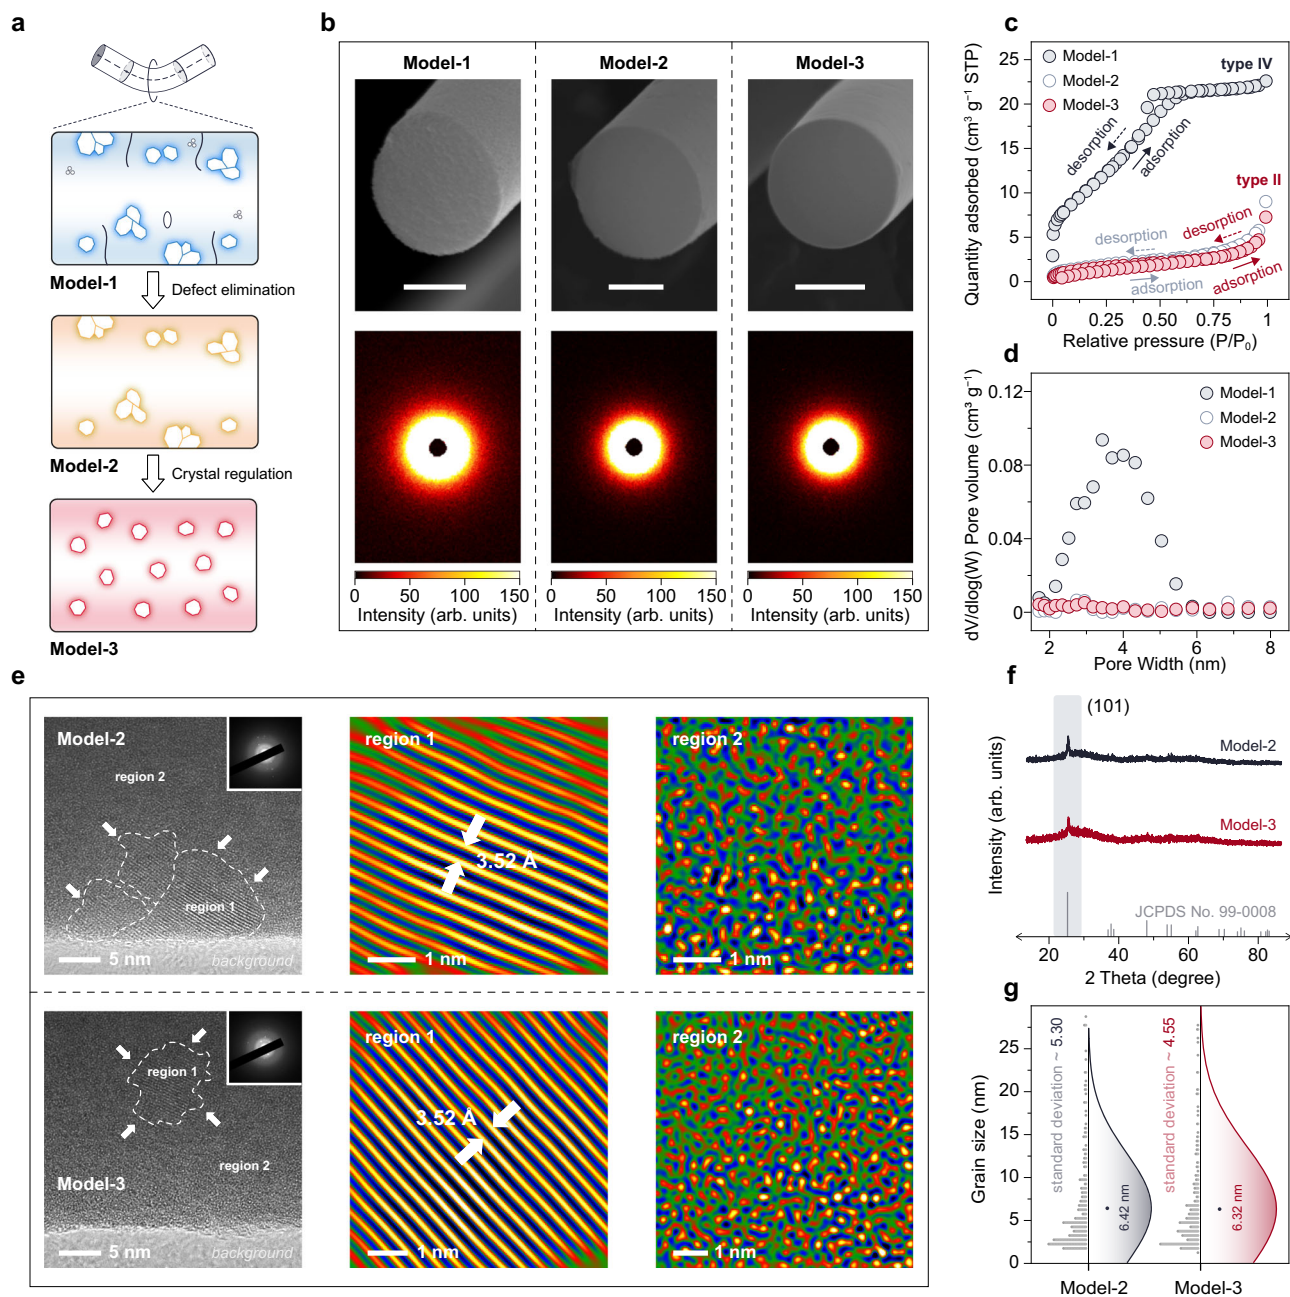 a
Model-1
Defect elimination
Model-2
Crystal regulation
Model-3
b
Model-1
Model-2
Model-3
0 50 100 150
Intensity (arb. units)
0 50 100 150
Intensity (arb. units)
0 50 100 150
Intensity (arb. units)
c
Quantity adsorbed (cm³ g⁻¹ STP)
25
20
15
10
5
0
Model-1
Model-2
Model-3
type IV
desorption
adsorption
type II
desorption
desorption
adsorption
adsorption
0 0.25 0.50 0.75 1
Relative pressure (P/P₀)
d
dV/dlog(W) Pore volume (cm³ g⁻¹)
0.12
0.08
0.04
0
Model-1
Model-2
Model-3
2 4 6 8
Pore Width (nm)
e
Model-2
region 2
region 1
5 nm
background
region 1
3.52 Å
1 nm
region 2
1 nm
region 1
region 2
Model-3
5 nm
background
region 1
3.52 Å
1 nm
region 2
1 nm
f
Intensity (arb. units)
(101)
Model-2
Model-3
JCPDS No. 99-0008
20 40 60 80
2 Theta (degree)
g
Grain size (nm)
25
20
15
10
5
0
standard deviation ~ 5.30
6.42 nm
standard deviation ~ 4.55
6.32 nm
Model-2
Model-3